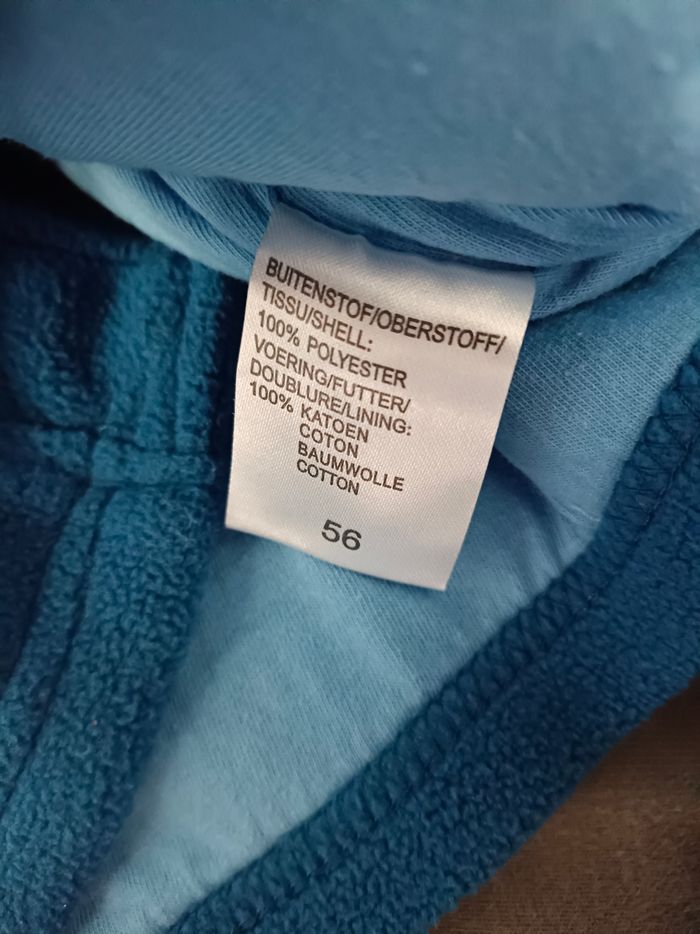 BUITENSTOF/OBERSTOFF/
TISSU/SHELL:
100% POLYESTER
VOERING/FUTTER/
DOUBLURE/LINING:
100% KATOEN
COTON
BAUMWOLLE
COTTON
56